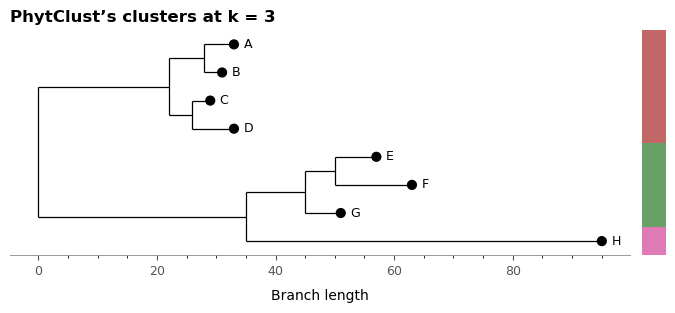 PhytClust’s clusters at k = 3
A
B
C
D
E
F
G
H
0 20 40 60 80
Branch length